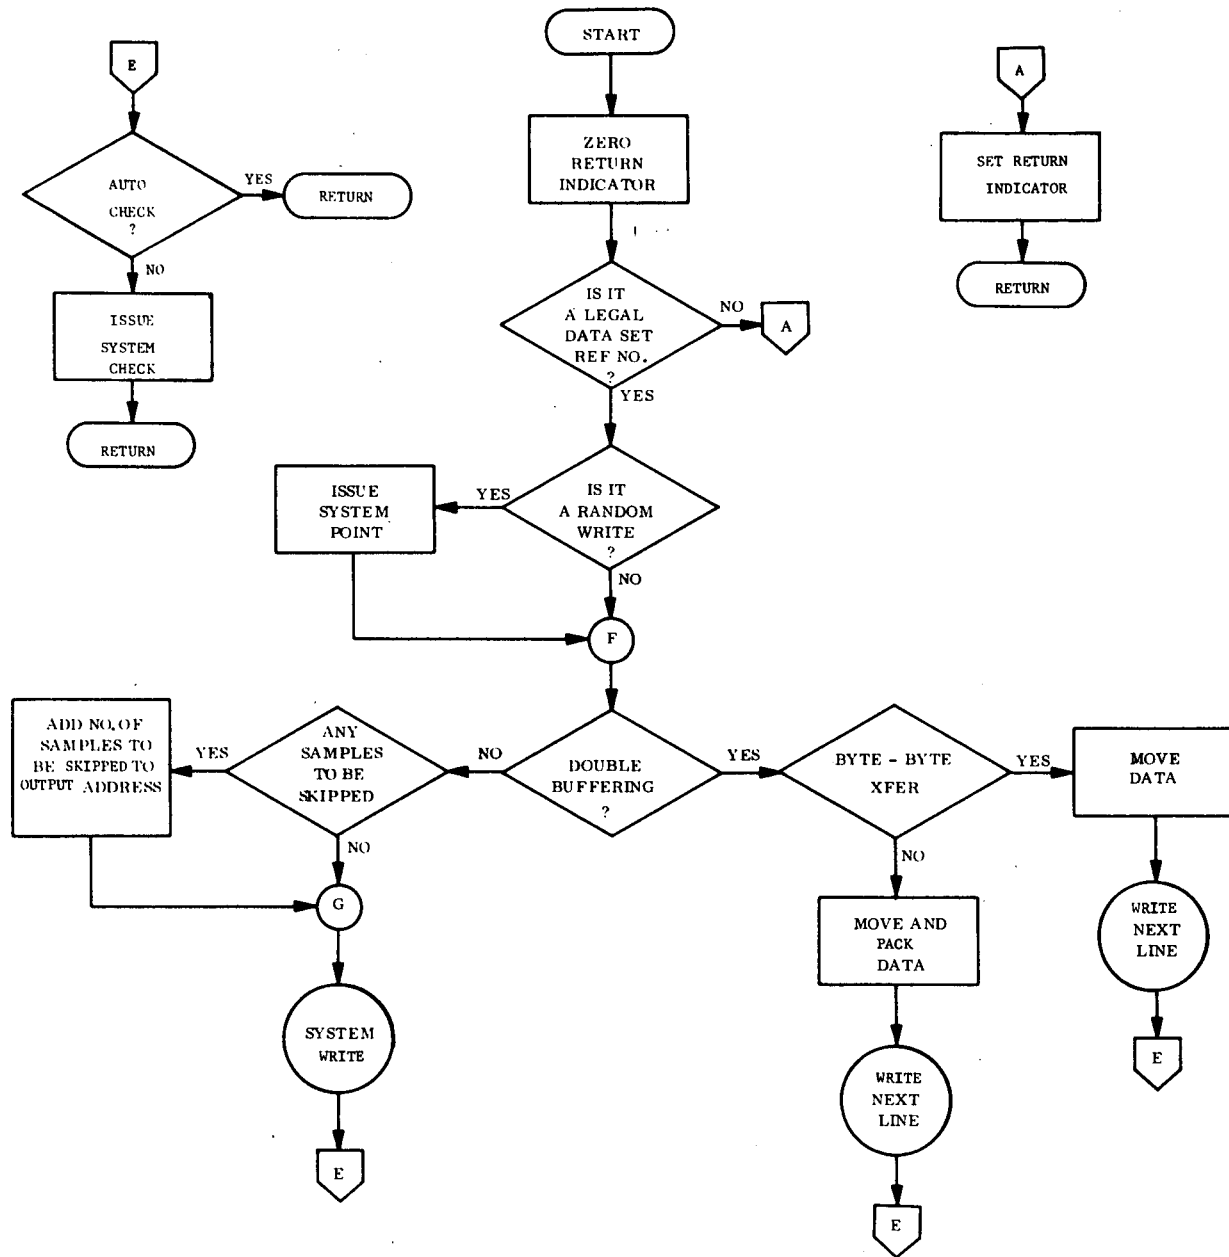 START
E
A
ZERO
RETURN
INDICATOR
SET RETURN
INDICATOR
AUTO
CHECK
?
YES
RETURN
NO
ISSUE
SYSTEM
CHECK
RETURN
RETURN
IS IT
A LEGAL
DATA SET
REF NO.
?
NO
A
YES
ISSUE
SYSTEM
POINT
YES
IS IT
A RANDOM
WRITE
?
NO
F
ADD NO. OF
SAMPLES TO
BE SKIPPED TO
OUTPUT ADDRESS
YES
ANY
SAMPLES
TO BE
SKIPPED
NO
DOUBLE
BUFFERING
?
YES
BYTE - BYTE
XFER
YES
MOVE
DATA
NO
G
NO
MOVE AND
PACK
DATA
WRITE
NEXT
LINE
SYSTEM
WRITE
WRITE
NEXT
LINE
E
E
E